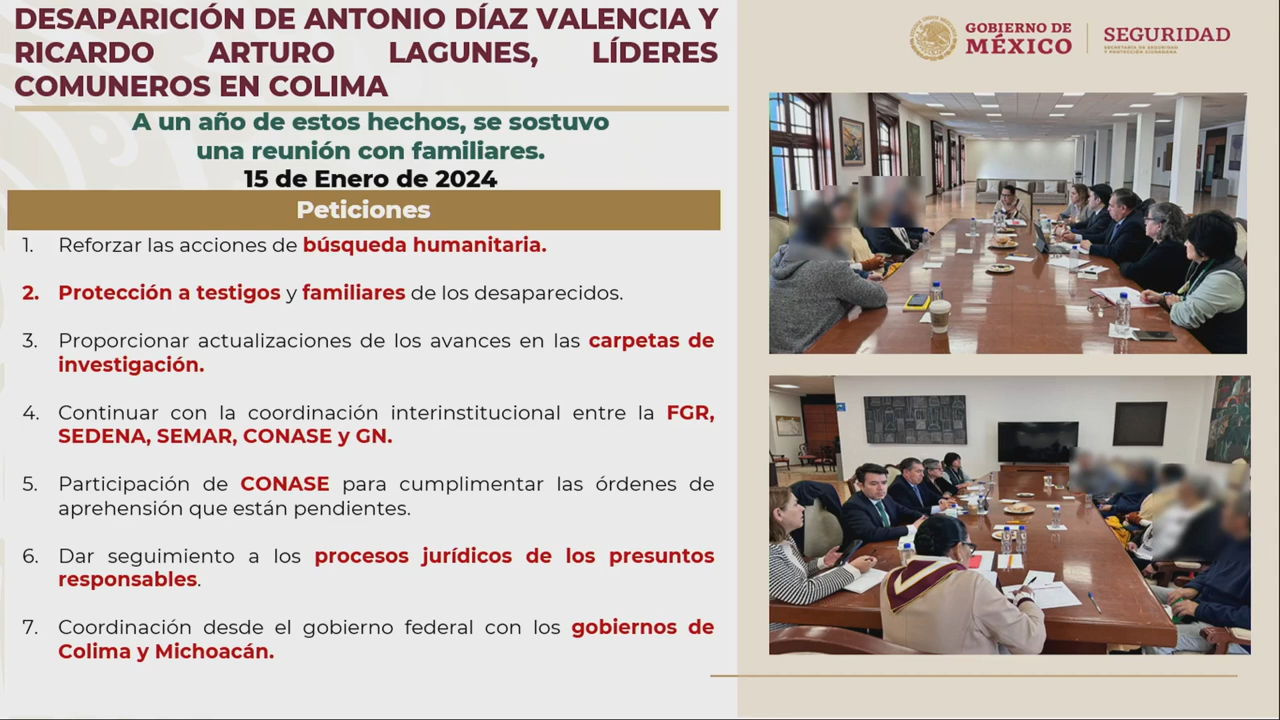 DESAPARICIÓN DE ANTONIO DÍAZ VALENCIA Y
RICARDO ARTURO LAGUNES, LÍDERES
COMUNEROS EN COLIMA
A un año de estos hechos, se sostuvo
una reunión con familiares.
15 de Enero de 2024
Peticiones
1. Reforzar las acciones de búsqueda humanitaria.
2. Protección a testigos y familiares de los desaparecidos.
3. Proporcionar actualizaciones de los avances en las carpetas de
investigación.
4. Continuar con la coordinación interinstitucional entre la FGR,
SEDENA, SEMAR, CONASE y GN.
5. Participación de CONASE para cumplimentar las órdenes de
aprehensión que están pendientes.
6. Dar seguimiento a los procesos jurídicos de los presuntos
responsables.
7. Coordinación desde el gobierno federal con los gobiernos de
Colima y Michoacán.
GOBIERNO DE
MÉXICO
SEGURIDAD
SECRETARÍA DE SEGURIDAD
Y PROTECCIÓN CIUDADANA